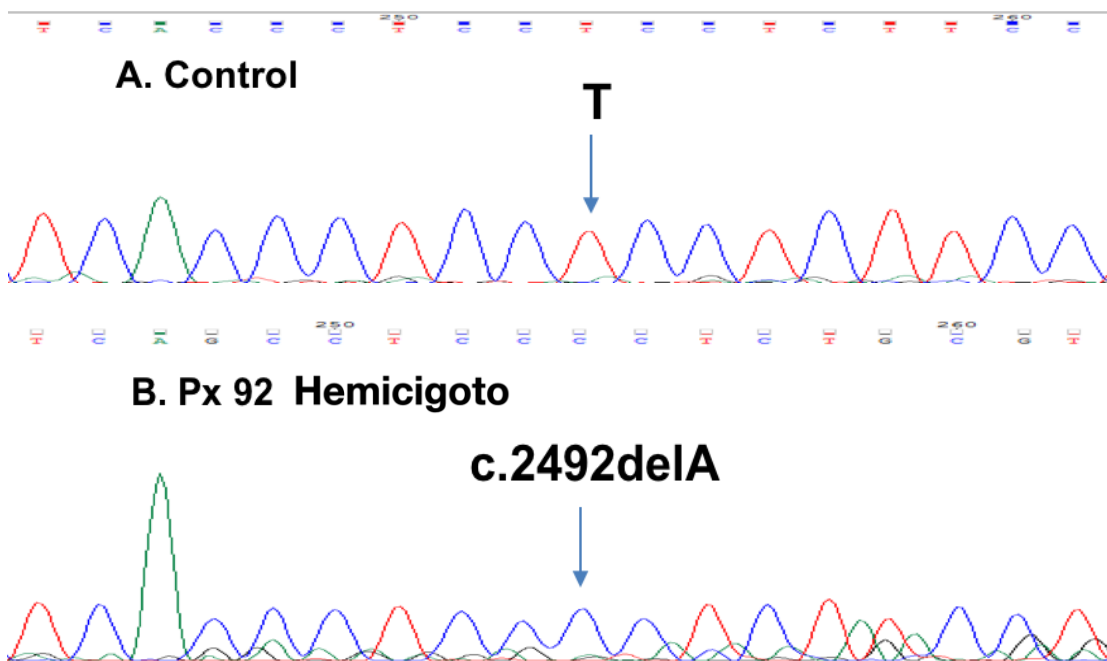 250 260
T C A C C C T C C T C C T C T T C C
A. Control
T
250 260
T C A G C C T C C C C T C T G C G T
B. Px 92 Hemicigoto
c.2492delA